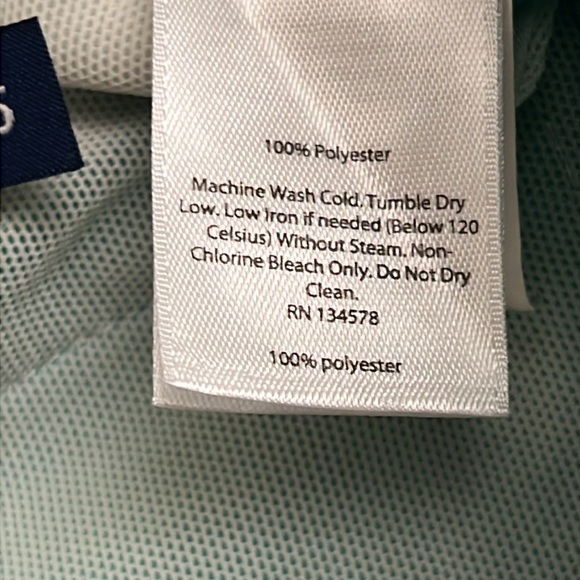 100% Polyester
Machine Wash Cold. Tumble Dry
Low. Low Iron if needed (Below 120
Celsius) Without Steam. Non-
Chlorine Bleach Only. Do Not Dry
Clean.
RN 134578
100% polyester